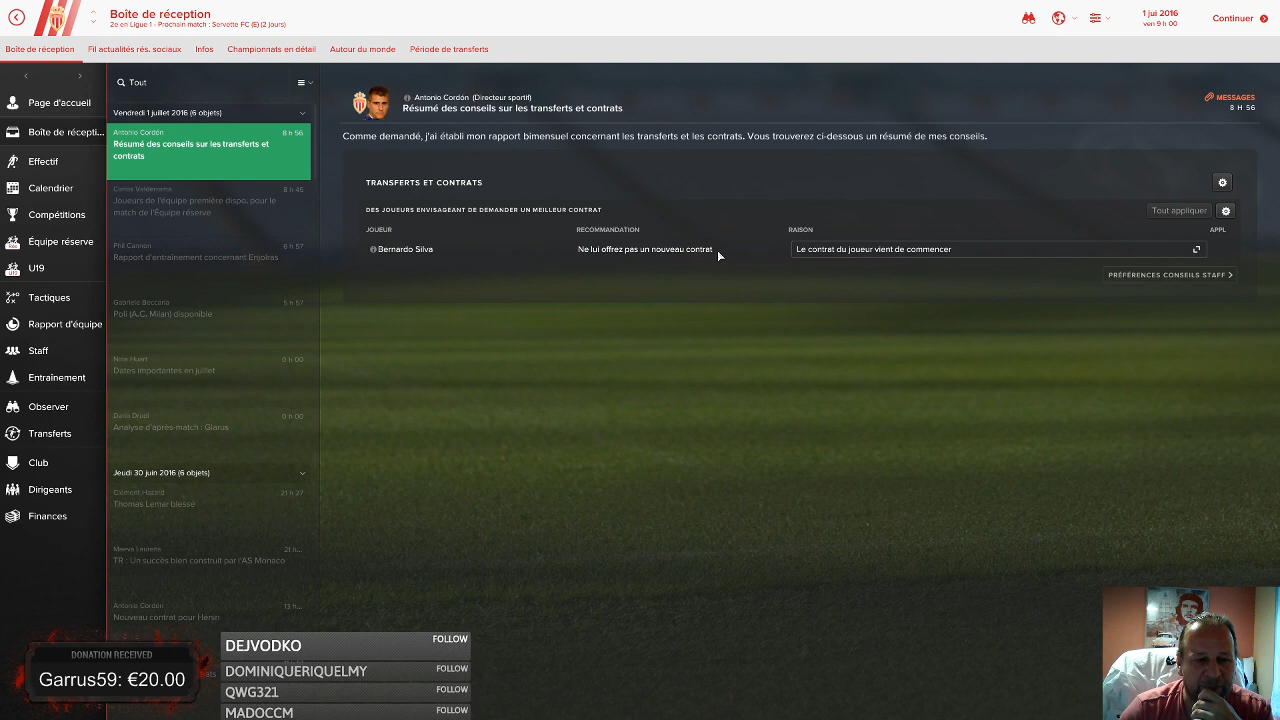 Boîte de réception
2e en Ligue 1 - Prochain match : Servette FC (E) (2 jours)
1 jui 2016
ven 9 h 00
Continuer
Boîte de réception
Fil actualités rés. sociaux
Infos
Championnats en détail
Autour du monde
Période de transferts
Page d'accueil
Boîte de récepti...
Effectif
Calendrier
Compétitions
Équipe réserve
U19
Tactiques
Rapport d'équipe
Staff
Entraînement
Observer
Transferts
Club
Dirigeants
Finances
Tout
Vendredi 1 juillet 2016 (6 objets)
Antonio Cordón 8 h 56
Résumé des conseils sur les transferts et
contrats
Carlos Valderrama 8 h 45
Joueurs de l'équipe première dispo. pour le
match de l'Équipe réserve
Phil Cannon 6 h 57
Rapport d'entraînement concernant Enjolras
Gabriele Beccaria 5 h 57
Poli (A.C. Milan) disponible
Nina Huart 0 h 00
Dates importantes en juillet
Dario Drudi 0 h 00
Analyse d'après-match : Glarus
Jeudi 30 juin 2016 (6 objets)
Clément Hazard 21 h 27
Thomas Lemar blessé
Maeva Laurens 21 h...
TR : Un succès bien construit par l'AS Monaco
Antonio Cordón 13 h...
Nouveau contrat pour Hersin
Antonio Cordón (Directeur sportif)
Résumé des conseils sur les transferts et contrats
MESSAGES
8 H 56
Comme demandé, j'ai établi mon rapport bimensuel concernant les transferts et les contrats. Vous trouverez ci-dessous un résumé de mes conseils.
TRANSFERTS ET CONTRATS
DES JOUEURS ENVISAGEANT DE DEMANDER UN MEILLEUR CONTRAT
Tout appliquer
JOUEUR RECOMMANDATION RAISON APPL
Bernardo Silva Ne lui offrez pas un nouveau contrat Le contrat du joueur vient de commencer
PRÉFÉRENCES CONSEILS STAFF
DONATION RECEIVED
Garrus59: €20.00
DEJVODKO FOLLOW
DOMINIQUERIQUELMY FOLLOW
QWG321 FOLLOW
MADOCCM FOLLOW